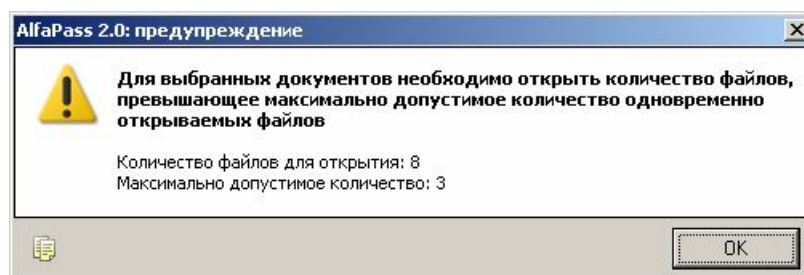 AlfaPass 2.0: предупреждение
Для выбранных документов необходимо открыть количество файлов,
превышающее максимально допустимое количество одновременно
открываемых файлов
Количество файлов для открытия: 8
Максимально допустимое количество: 3
OK